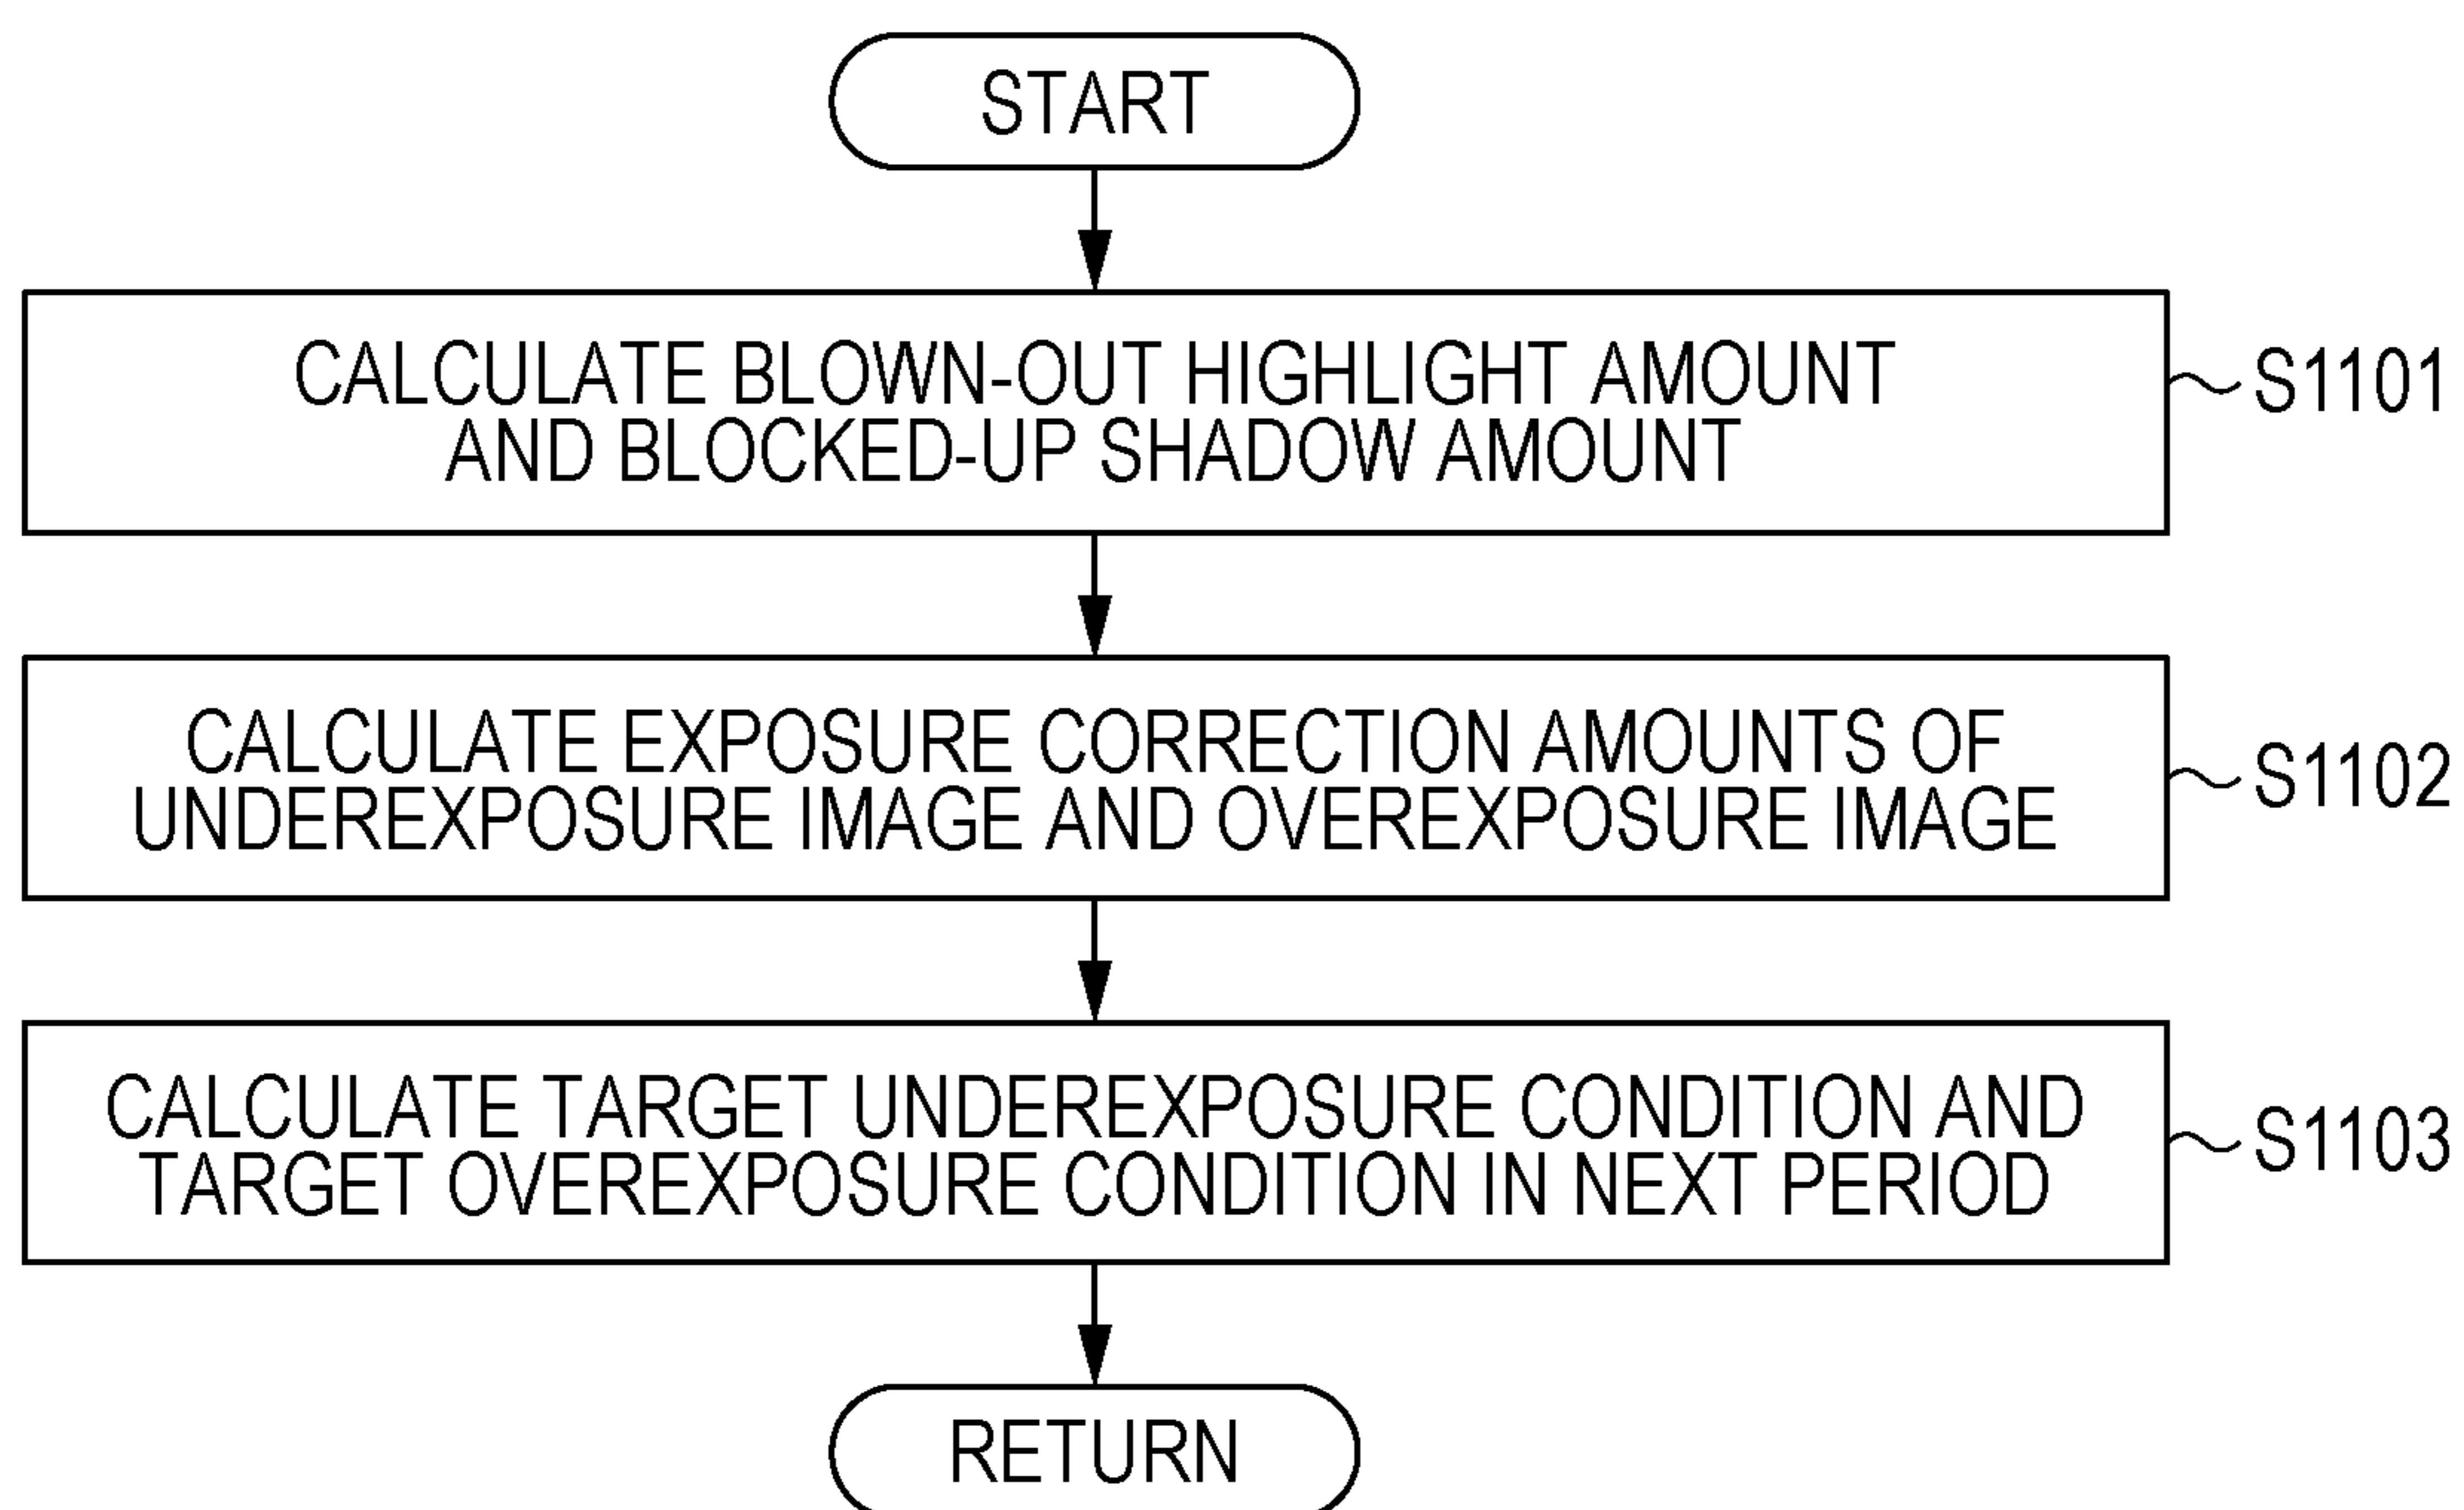 START
CALCULATE BLOWN-OUT HIGHLIGHT AMOUNT
AND BLOCKED-UP SHADOW AMOUNT
S1101
CALCULATE EXPOSURE CORRECTION AMOUNTS OF
UNDEREXPOSURE IMAGE AND OVEREXPOSURE IMAGE
S1102
CALCULATE TARGET UNDEREXPOSURE CONDITION AND
TARGET OVEREXPOSURE CONDITION IN NEXT PERIOD
S1103
RETURN